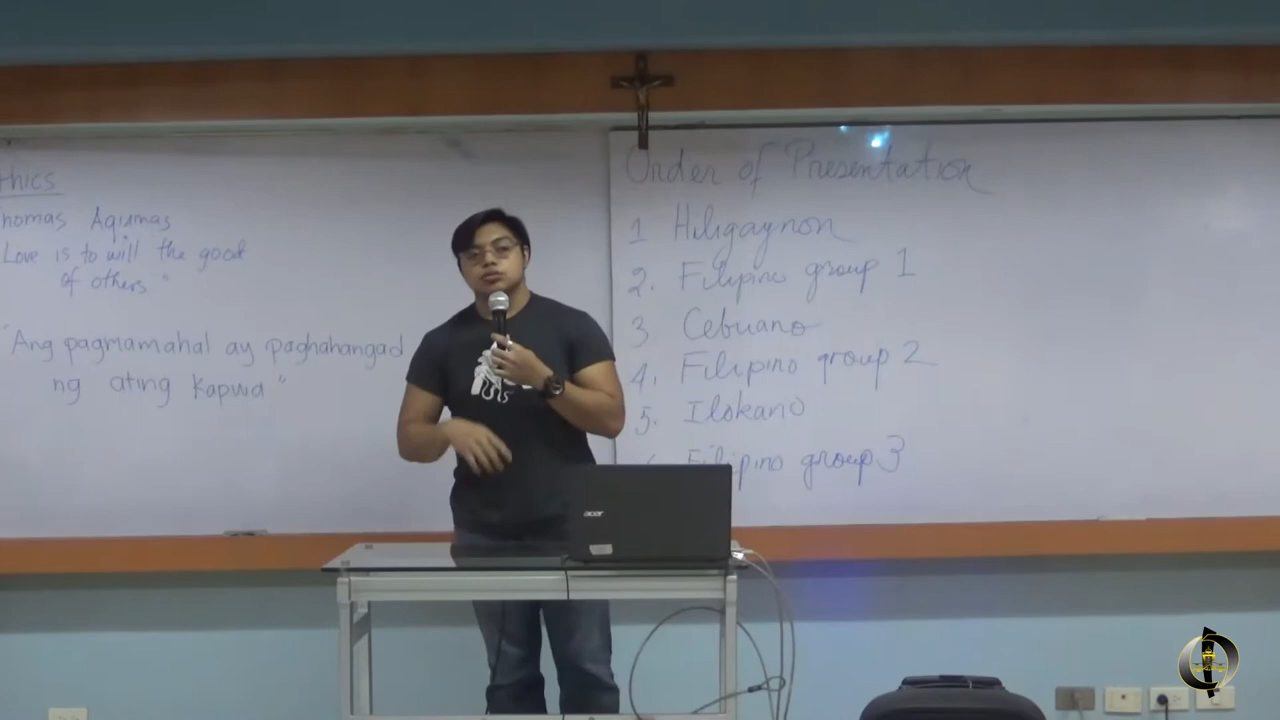 thics
homas Aquinas
Love is to will the good
of others "
"Ang pagmamahal ay paghahangad
ng ating kapwa "
Order of Presentation
1 Hiligaynon
2. Filipino group 1
3 Cebuano
4. Filipino group 2
5. Ilokano
Filipino group 3
acer